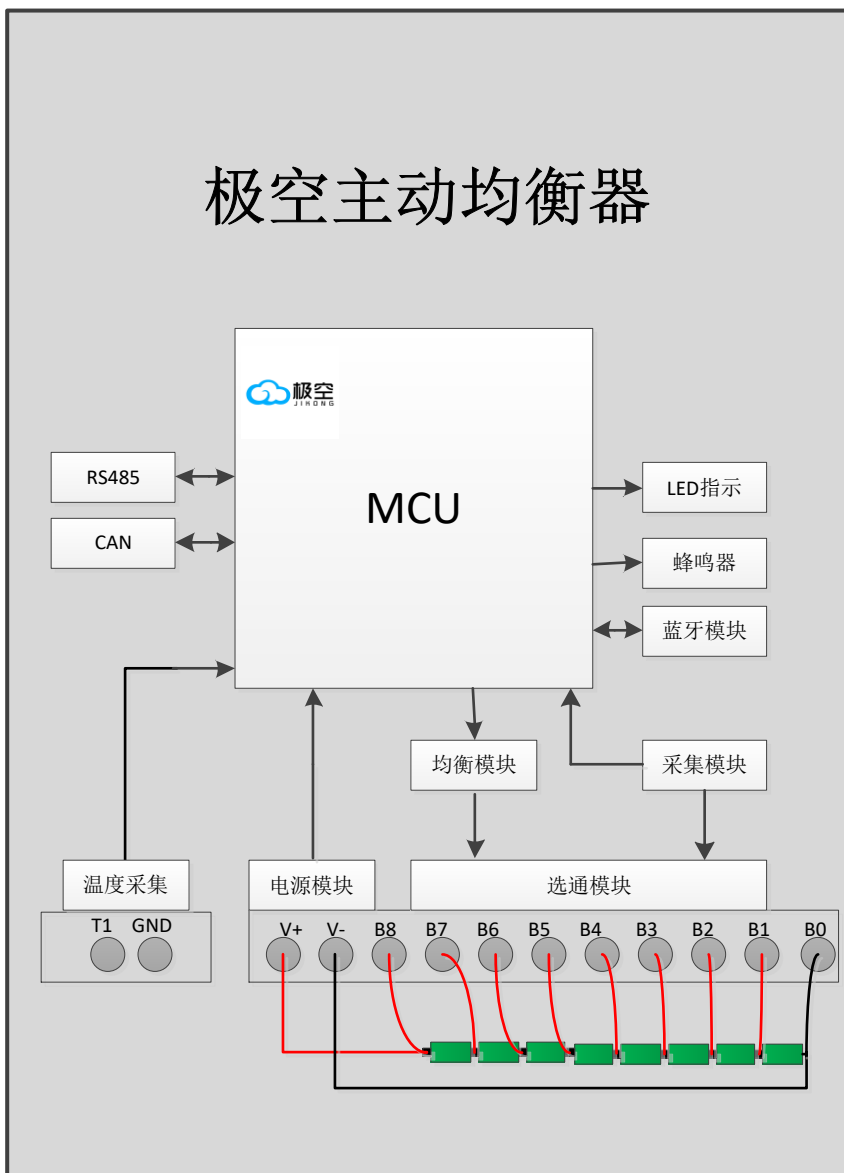 极空主动均衡器
极空
JIKONG
MCU
RS485
CAN
LED指示
蜂鸣器
蓝牙模块
均衡模块
采集模块
温度采集
电源模块
选通模块
T1 GND
V+ V- B8 B7 B6 B5 B4 B3 B2 B1 B0